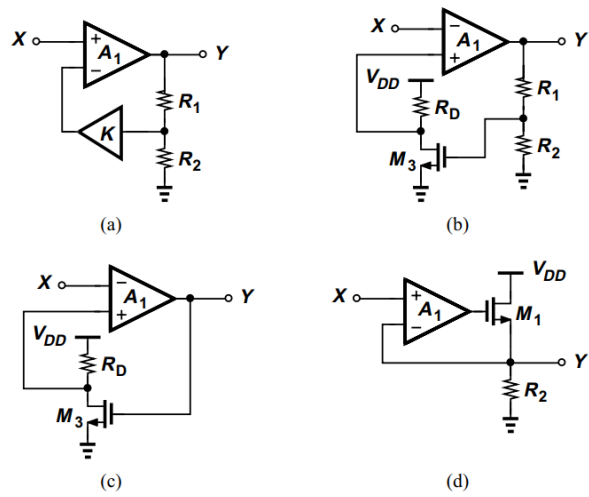 X + A1 Y
−
R1
K
R2
(a)
X − A1 Y
+
VDD
RD R1
M3 R2
(b)
X − A1 Y
+
VDD
RD
M3
(c)
VDD
X + A1 M1
−
Y
R2
(d)